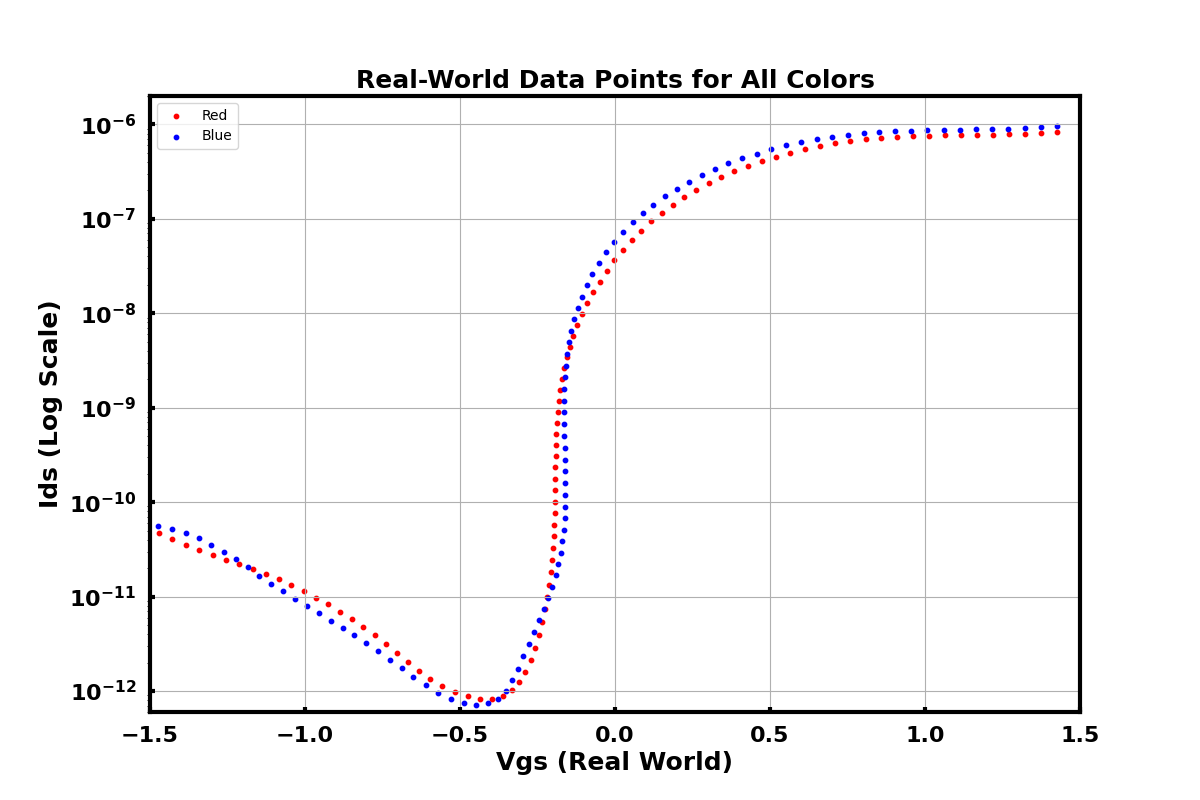 Real-World Data Points for All Colors
Red
Blue
10⁻⁶
10⁻⁷
10⁻⁸
10⁻⁹
10⁻¹⁰
10⁻¹¹
10⁻¹²
Ids (Log Scale)
−1.5 −1.0 −0.5 0.0 0.5 1.0 1.5
Vgs (Real World)